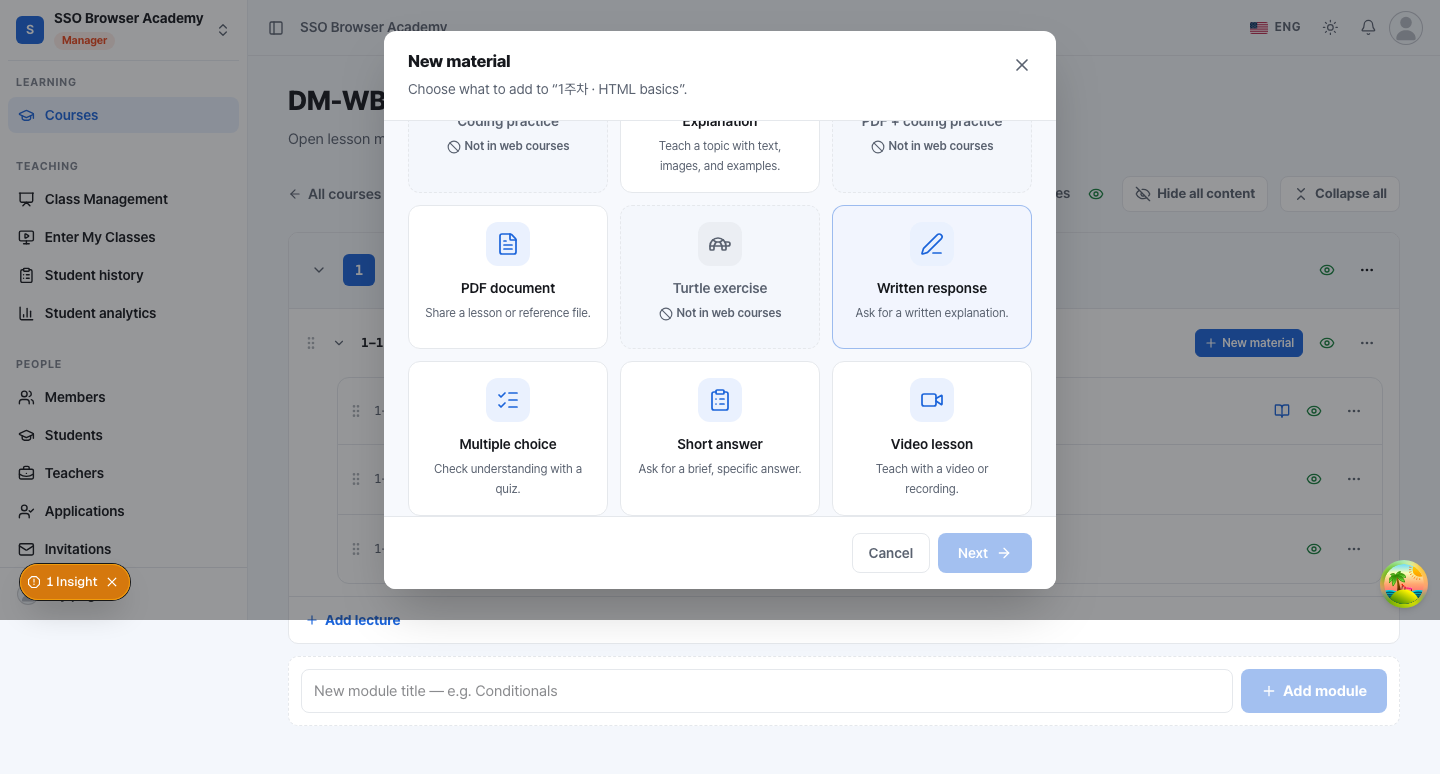 SSO Browser Academy
Manager
LEARNING
Courses
TEACHING
Class Management
Enter My Classes
Student history
Student analytics
PEOPLE
Members
Students
Teachers
Applications
Invitations
1 Insight
SSO Browser Academy
ENG
DM-WB
Open lesson m
All courses
es
Hide all content
Collapse all
1
1-1
New material
1-
1-
1-
Add lecture
New module title — e.g. Conditionals
Add module
New material
Choose what to add to “1주차 · HTML basics”.
Coding practice
Not in web courses
Explanation
Teach a topic with text,
images, and examples.
PDF + coding practice
Not in web courses
PDF document
Share a lesson or reference file.
Turtle exercise
Not in web courses
Written response
Ask for a written explanation.
Multiple choice
Check understanding with a
quiz.
Short answer
Ask for a brief, specific answer.
Video lesson
Teach with a video or
recording.
Cancel
Next